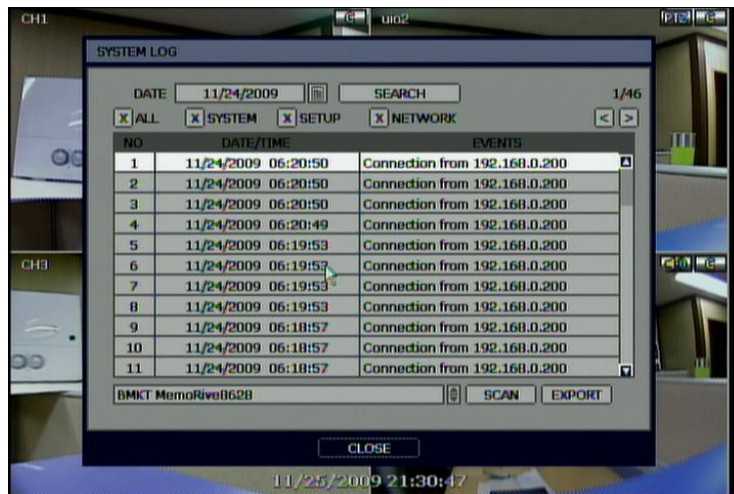 CH1
uio2
PTZ
SYSTEM LOG
DATE 11/24/2009 SEARCH 1/46
X ALL X SYSTEM X SETUP X NETWORK < >
NO DATE/TIME EVENTS
1 11/24/2009 06:20:50 Connection from 192.168.0.200
2 11/24/2009 06:20:50 Connection from 192.168.0.200
3 11/24/2009 06:20:50 Connection from 192.168.0.200
4 11/24/2009 06:20:49 Connection from 192.168.0.200
5 11/24/2009 06:19:53 Connection from 192.168.0.200
6 11/24/2009 06:19:53 Connection from 192.168.0.200
7 11/24/2009 06:19:53 Connection from 192.168.0.200
8 11/24/2009 06:19:53 Connection from 192.168.0.200
9 11/24/2009 06:18:57 Connection from 192.168.0.200
10 11/24/2009 06:18:57 Connection from 192.168.0.200
11 11/24/2009 06:18:57 Connection from 192.168.0.200
CH3
BMKT MemoRive8628 SCAN EXPORT
CLOSE
11/25/2009 21:30:47